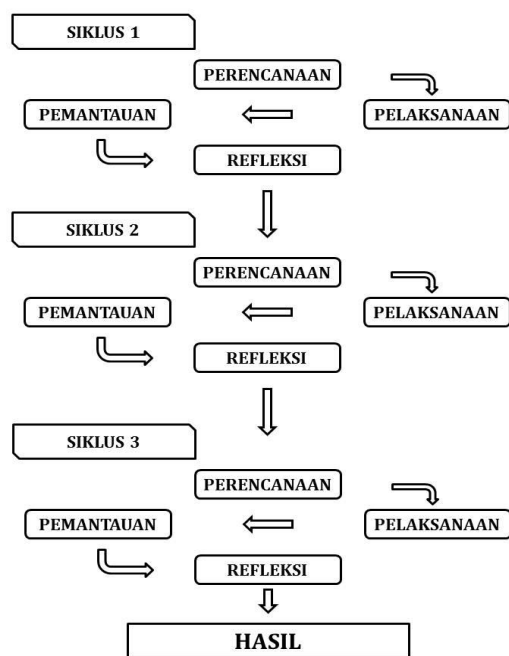 SIKLUS 1
PERENCANAAN
PEMANTAUAN
PELAKSANAAN
REFLEKSI
SIKLUS 2
PERENCANAAN
PEMANTAUAN
PELAKSANAAN
REFLEKSI
SIKLUS 3
PERENCANAAN
PEMANTAUAN
PELAKSANAAN
REFLEKSI
HASIL